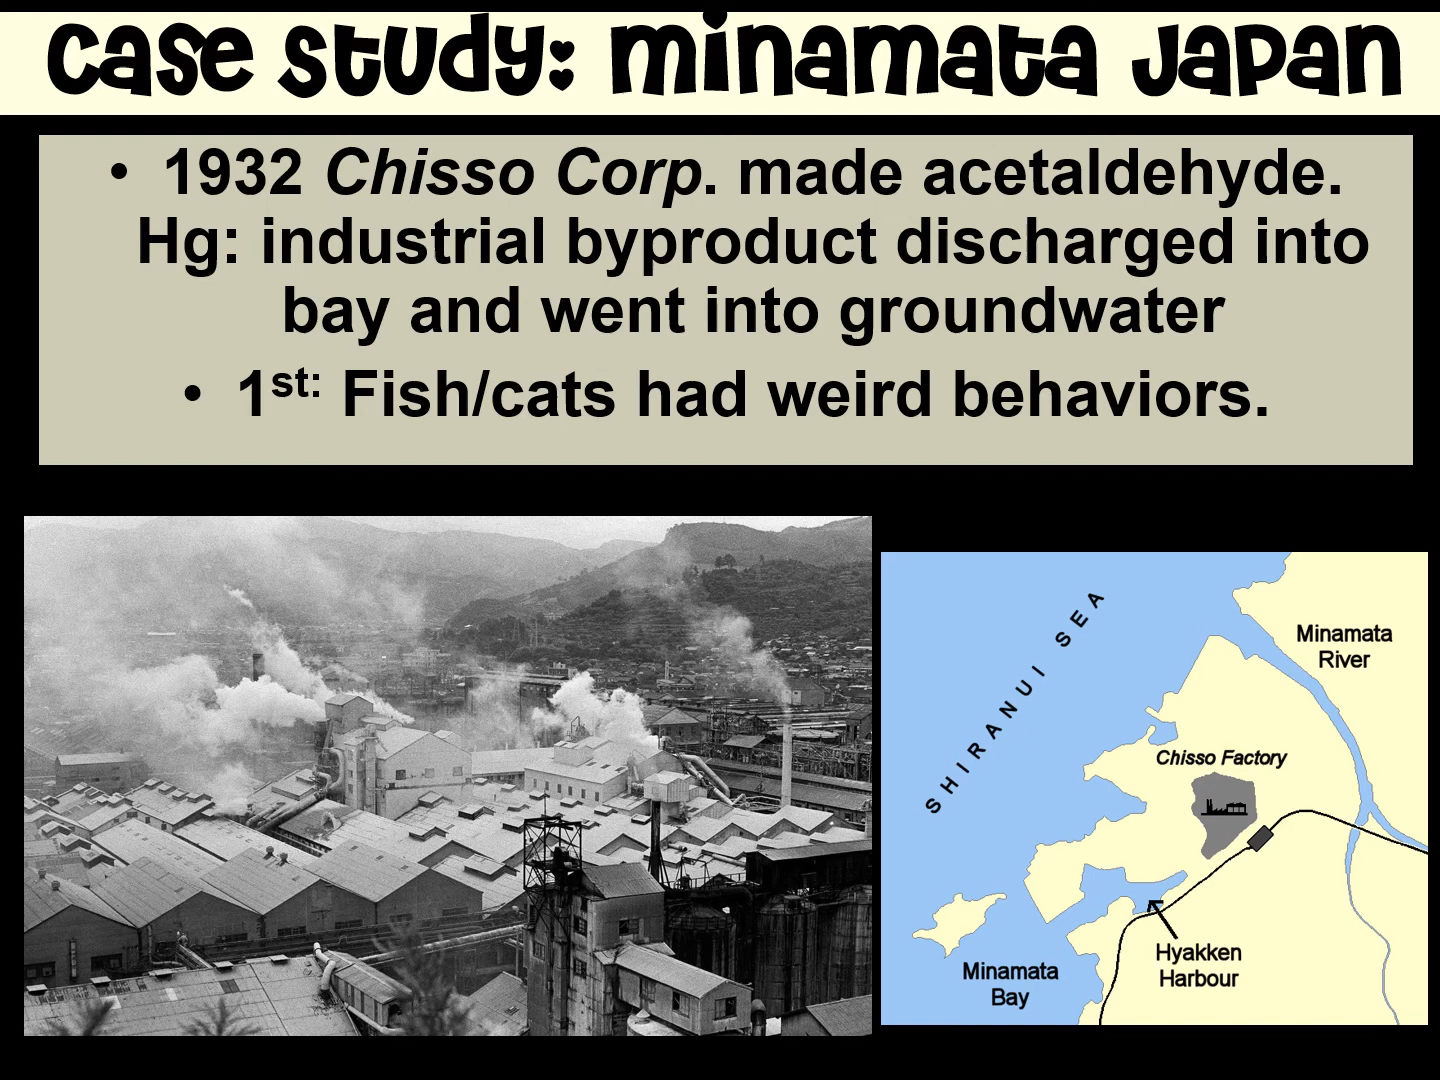 Case Study: Minamata Japan
• 1932 Chisso Corp. made acetaldehyde.
Hg: industrial byproduct discharged into
bay and went into groundwater
• 1st: Fish/cats had weird behaviors.
SHIRANUI SEA
Minamata
River
Chisso Factory
Hyakken
Harbour
Minamata
Bay